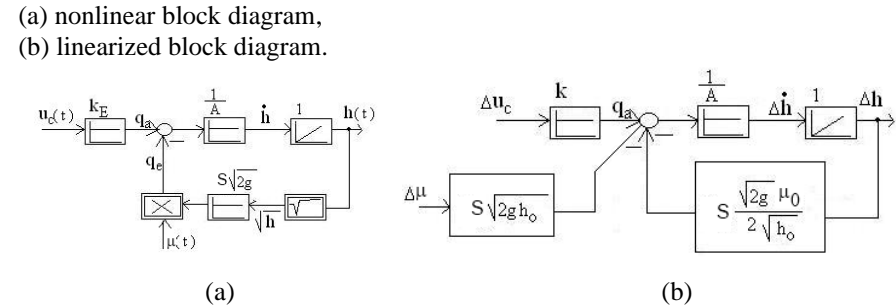 (a) nonlinear block diagram,
(b) linearized block diagram.
u_c(t)
k_E
q_a
1/A
ḣ
1
h(t)
q_e
S√2g
√h
μ(t)
(a)
Δu_c
k
q_a
1/A
Δḣ
1
Δh
Δμ
S√2gh_o
S √2g μ_0 / 2√h_o
(b)